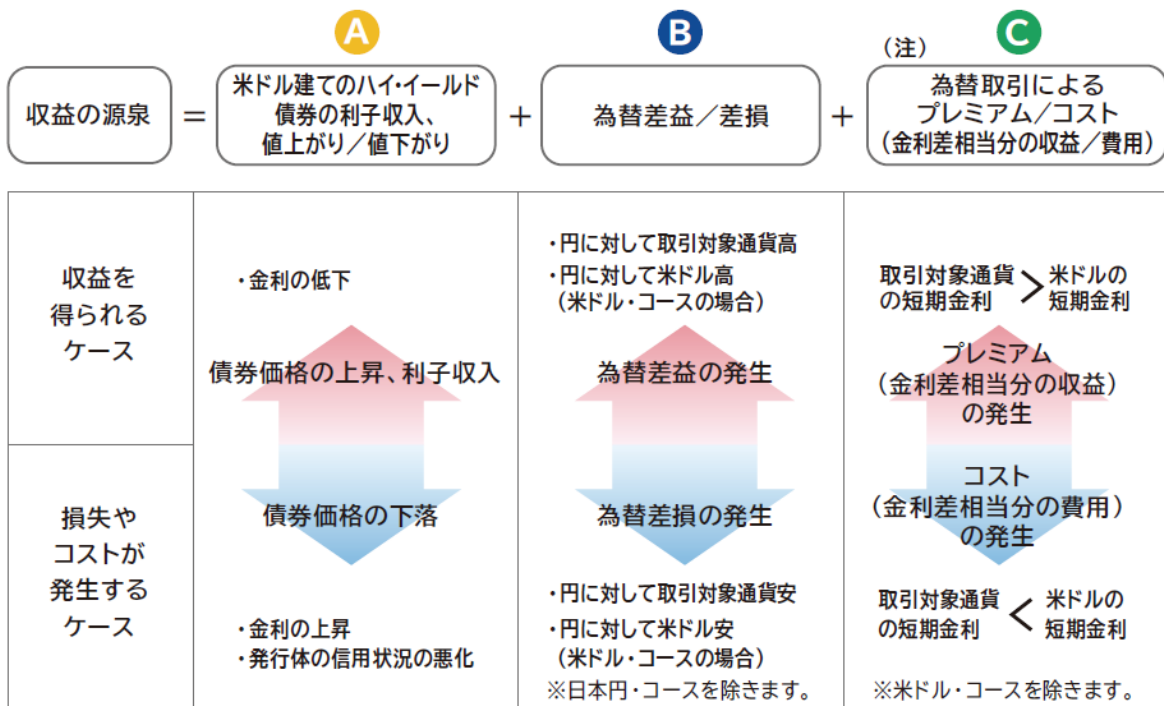 A
B
C
(注)
収益の源泉
=
米ドル建てのハイ・イールド
債券の利子収入、
値上がり／値下がり
+
為替差益／差損
+
為替取引による
プレミアム/コスト
(金利差相当分の収益／費用)
収益を
得られる
ケース
・金利の低下
債券価格の上昇、利子収入
・円に対して取引対象通貨高
・円に対して米ドル高
(米ドル・コースの場合)
為替差益の発生
取引対象通貨
の短期金利
>
米ドルの
短期金利
プレミアム
(金利差相当分の収益)
の発生
損失や
コストが
発生する
ケース
債券価格の下落
・金利の上昇
・発行体の信用状況の悪化
為替差損の発生
・円に対して取引対象通貨安
・円に対して米ドル安
(米ドル・コースの場合)
※日本円・コースを除きます。
コスト
(金利差相当分の費用)
の発生
取引対象通貨
の短期金利
<
米ドルの
短期金利
※米ドル・コースを除きます。